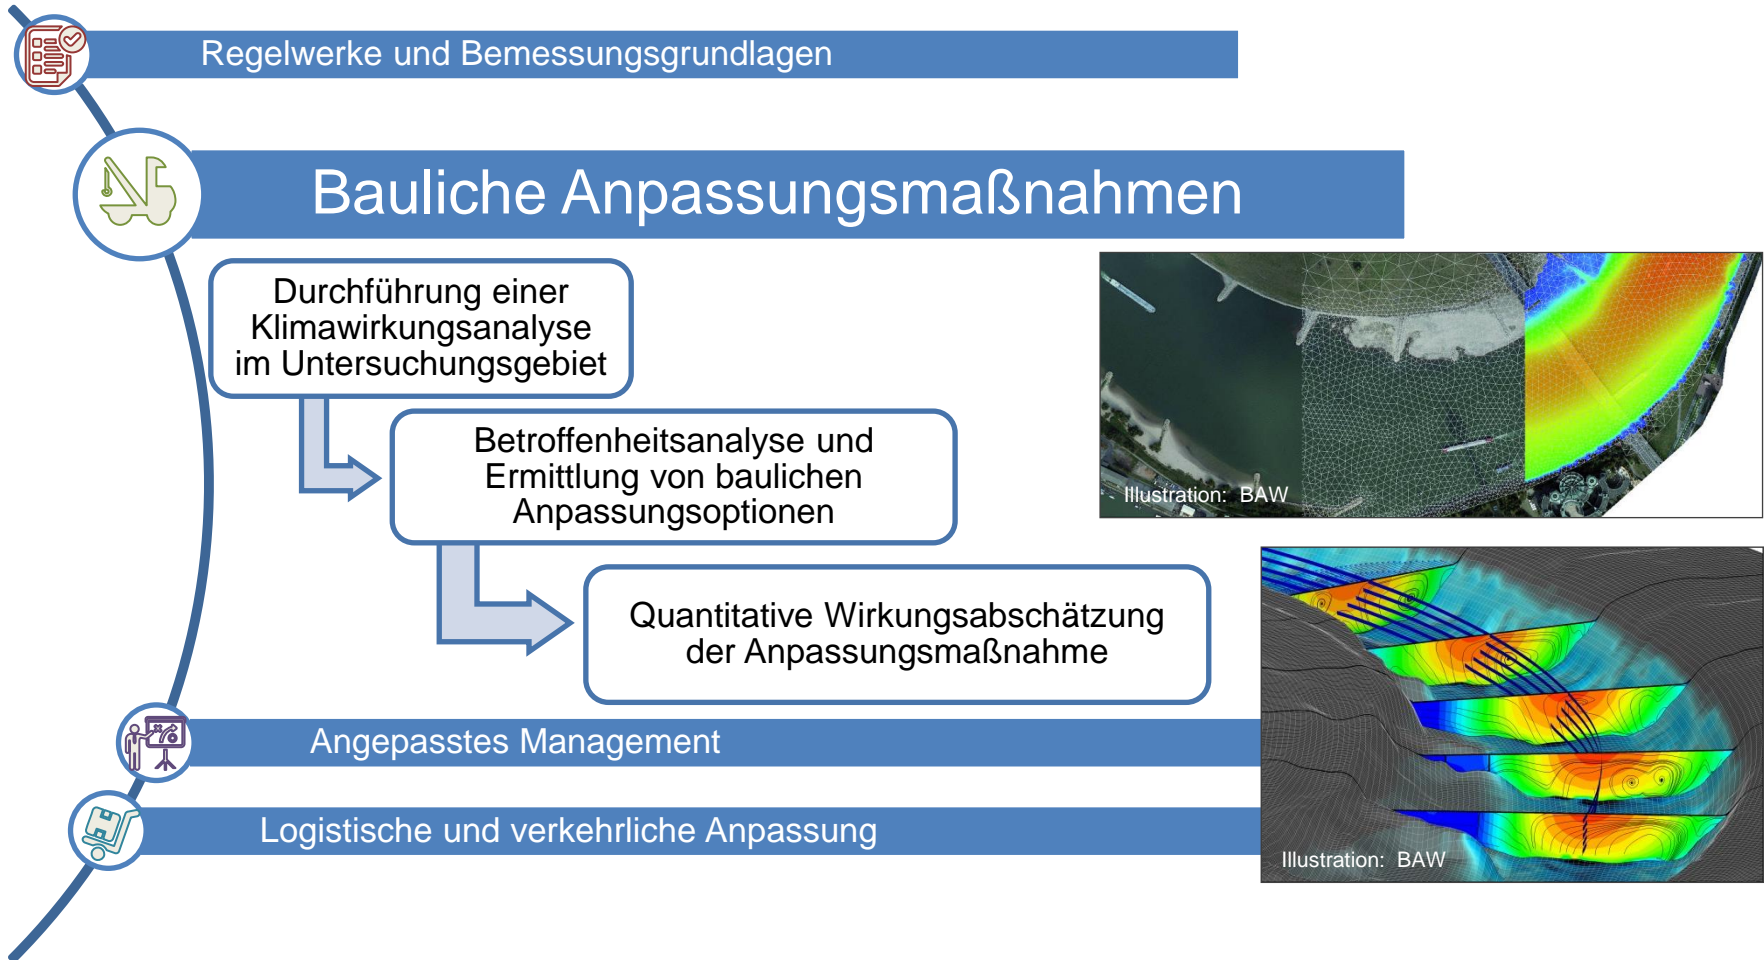 Regelwerke und Bemessungsgrundlagen
Bauliche Anpassungsmaßnahmen
Durchführung einer
Klimawirkungsanalyse
im Untersuchungsgebiet
Betroffenheitsanalyse und
Ermittlung von baulichen
Anpassungsoptionen
Quantitative Wirkungsabschätzung
der Anpassungsmaßnahme
Illustration: BAW
Angepasstes Management
Logistische und verkehrliche Anpassung
Illustration: BAW